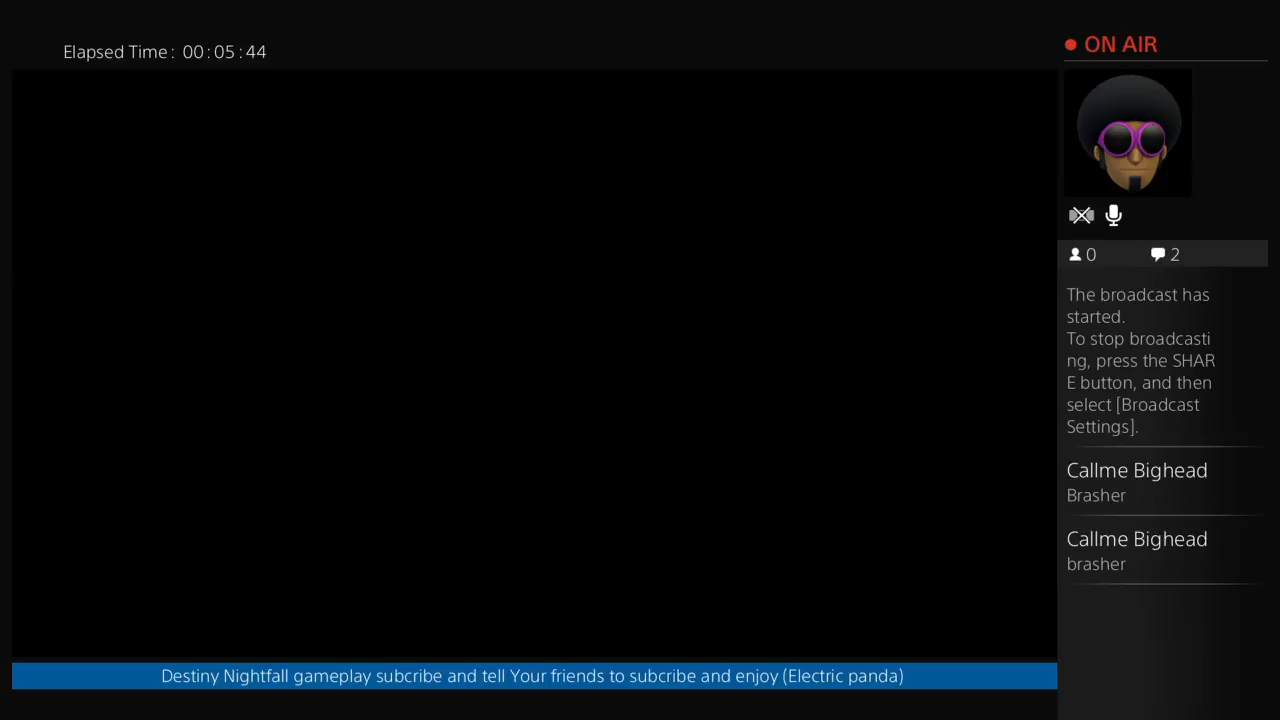 Elapsed Time: 00:05:44
ON AIR
0 2
The broadcast has
started.
To stop broadcasti
ng, press the SHAR
E button, and then
select [Broadcast
Settings].
Callme Bighead
Brasher
Callme Bighead
brasher
Destiny Nightfall gameplay subcribe and tell Your friends to subcribe and enjoy (Electric panda)